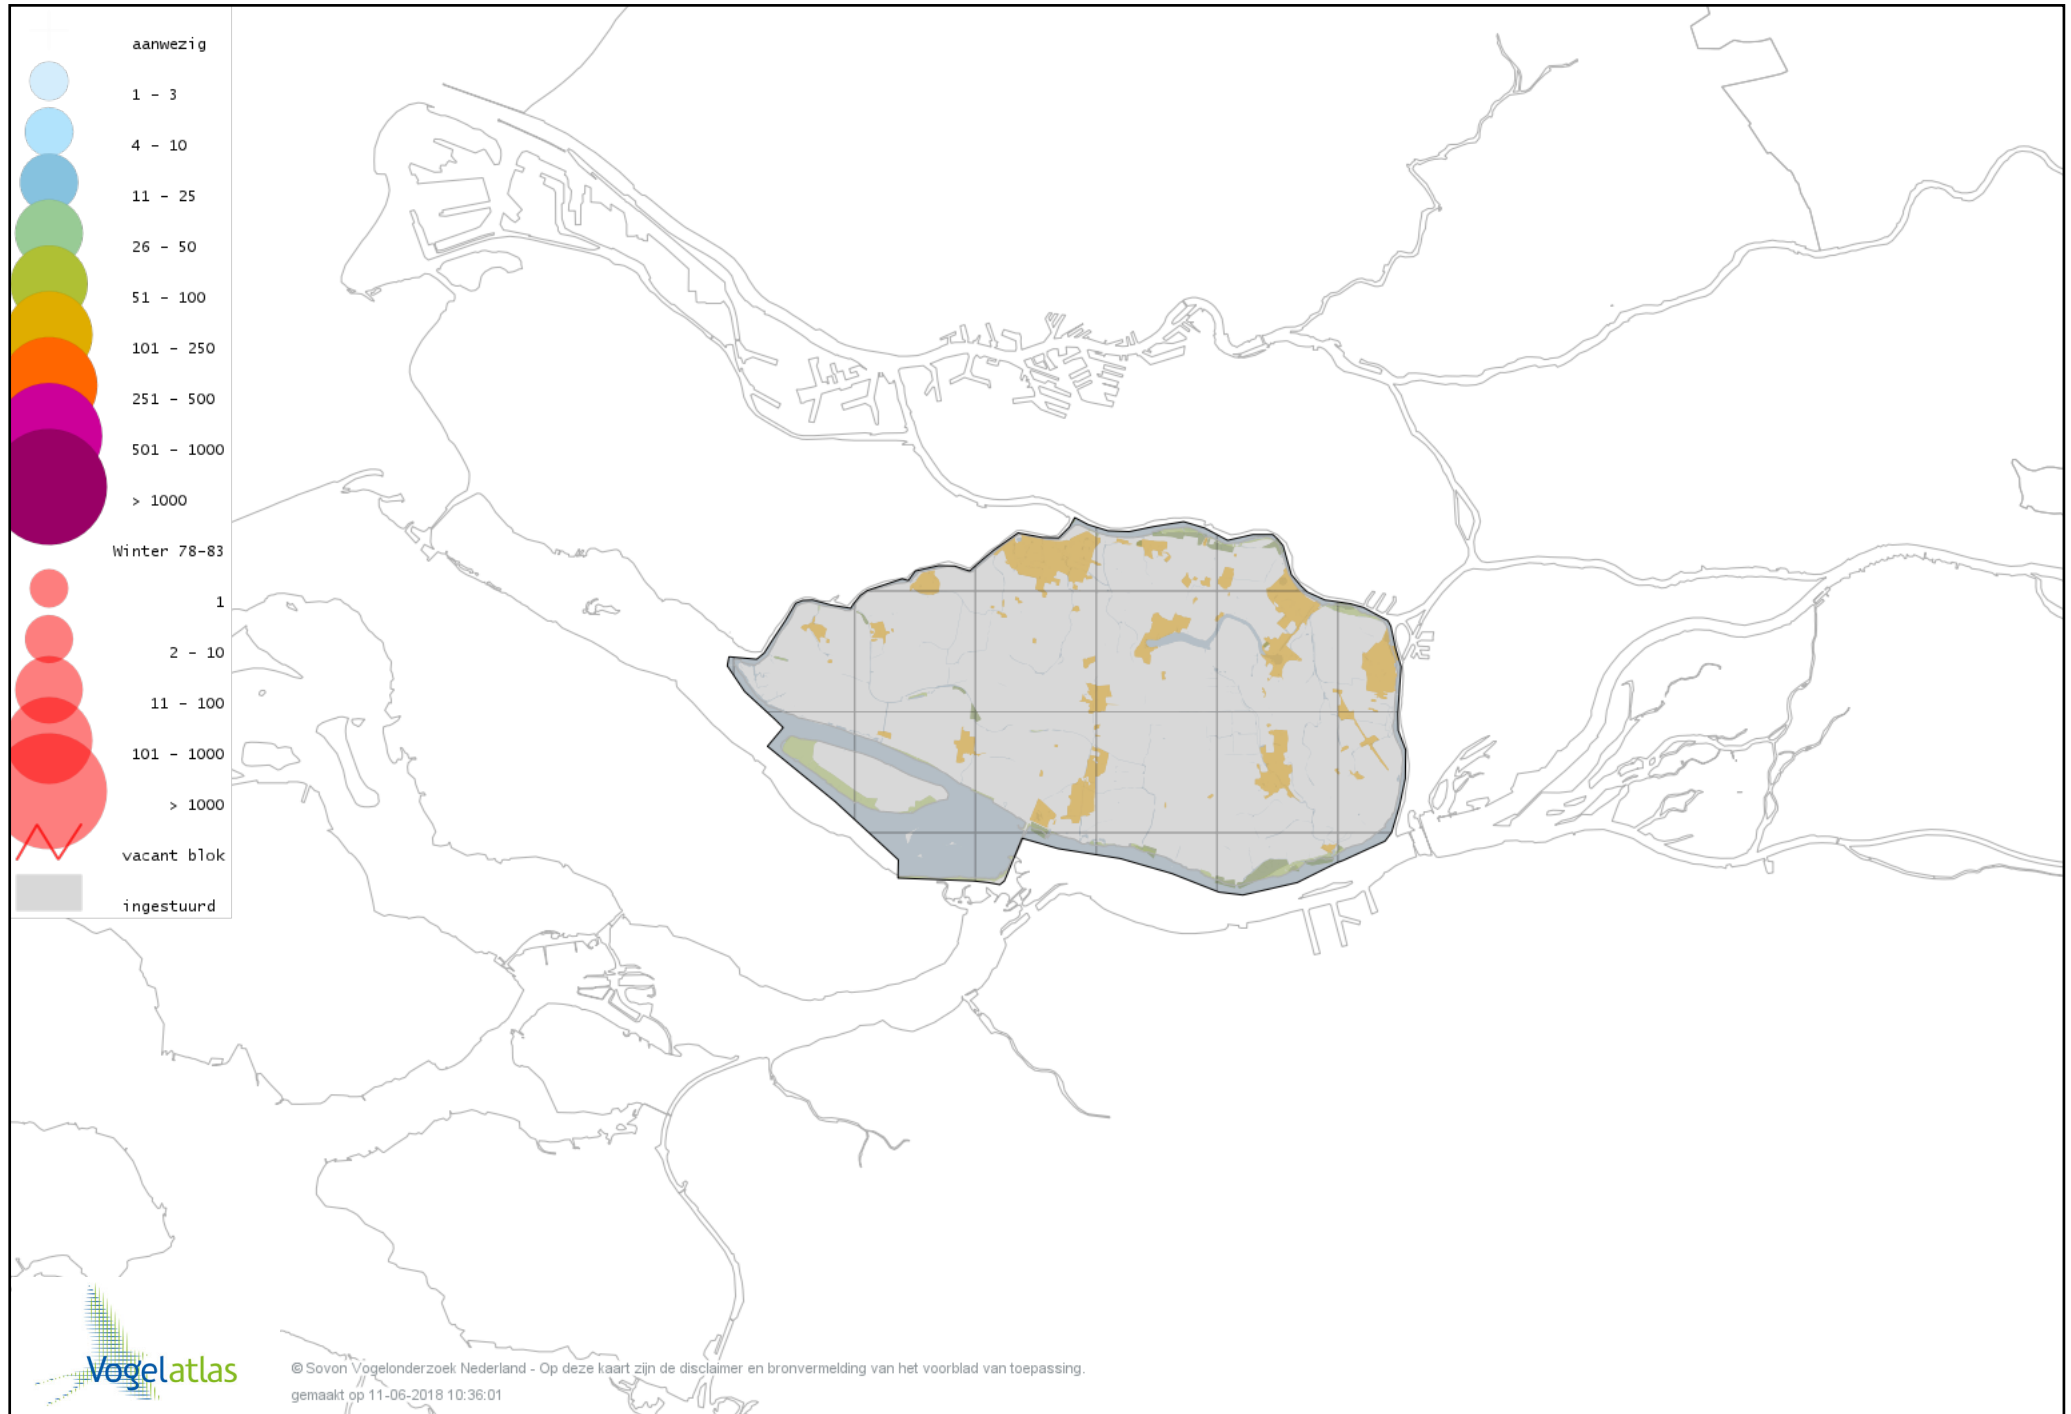 aanwezig
1 - 3
4 - 10
11 - 25
26 - 50
51 - 100
101 - 250
251 - 500
501 - 1000
> 1000
Winter 78-83
1
2 - 10
11 - 100
101 - 1000
> 1000
vacant blok
ingestuurd
Vogelatlas
© Sovon Vogelonderzoek Nederland - Op deze kaart zijn de disclaimer en bronvermelding van het voorblad van toepassing.
gemaakt op 11-06-2018 10:36:01